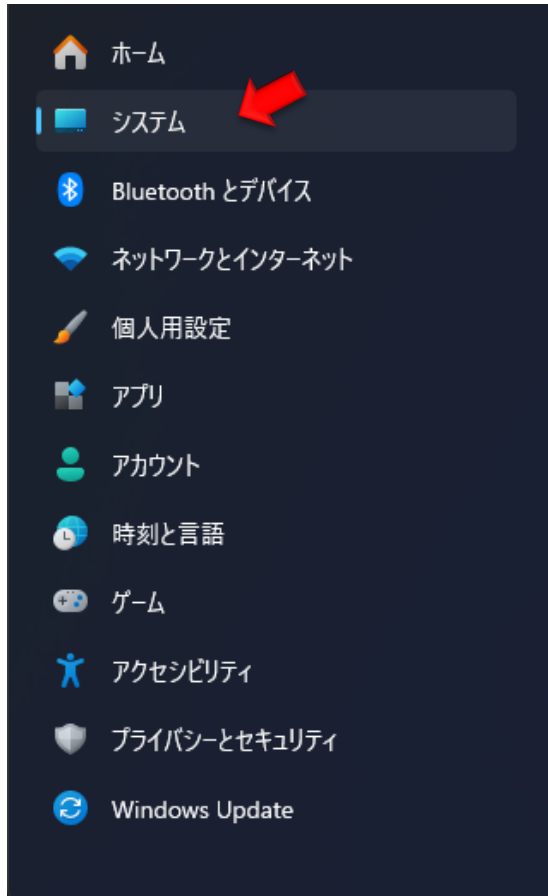 ホーム
システム
Bluetooth とデバイス
ネットワークとインターネット
個人用設定
アプリ
アカウント
時刻と言語
ゲーム
アクセシビリティ
プライバシーとセキュリティ
Windows Update